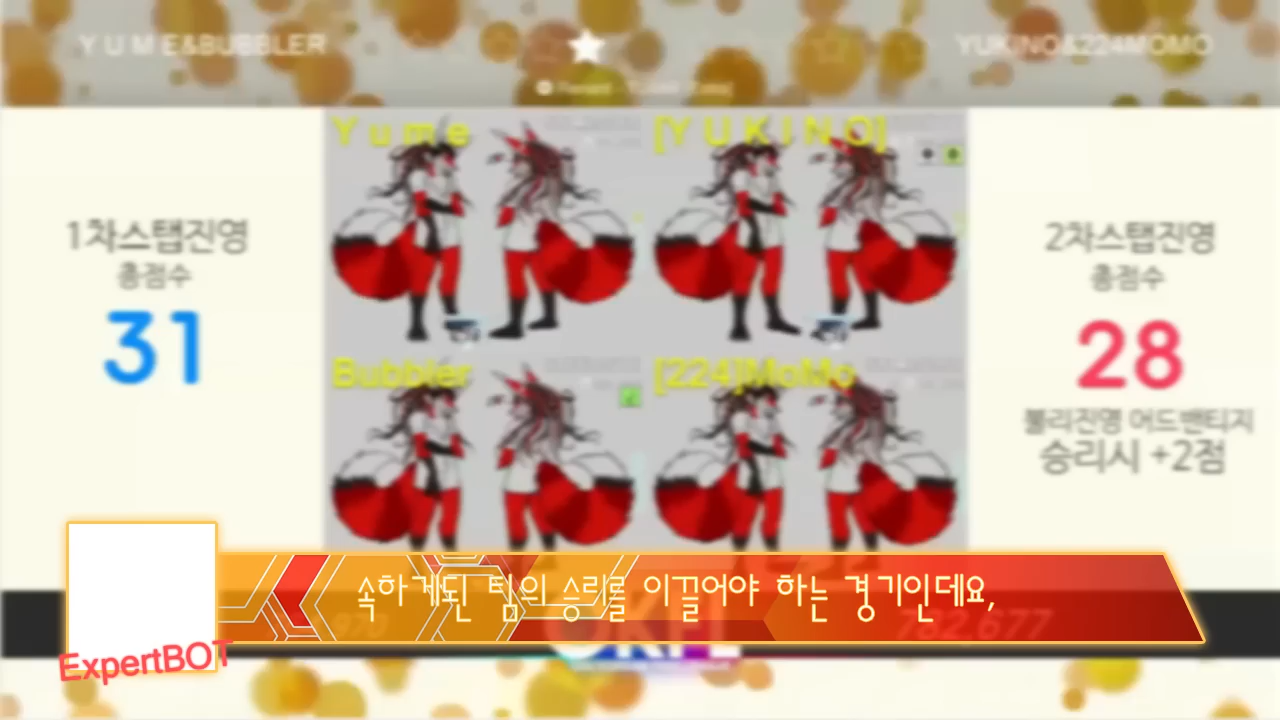 Y U M E&BUBBLER
YUKINO&224MOMO
Y u m e
[Y U K I N O]
1차스탭진영
총점수
31
2차스탭진영
총점수
28
불리진영 어드밴티지
승리시 +2점
Bubbler
[224]MoMo
속하게된 팀의 승리를 이끌어야 하는 경기인데요,
782,677
ExpertBOT